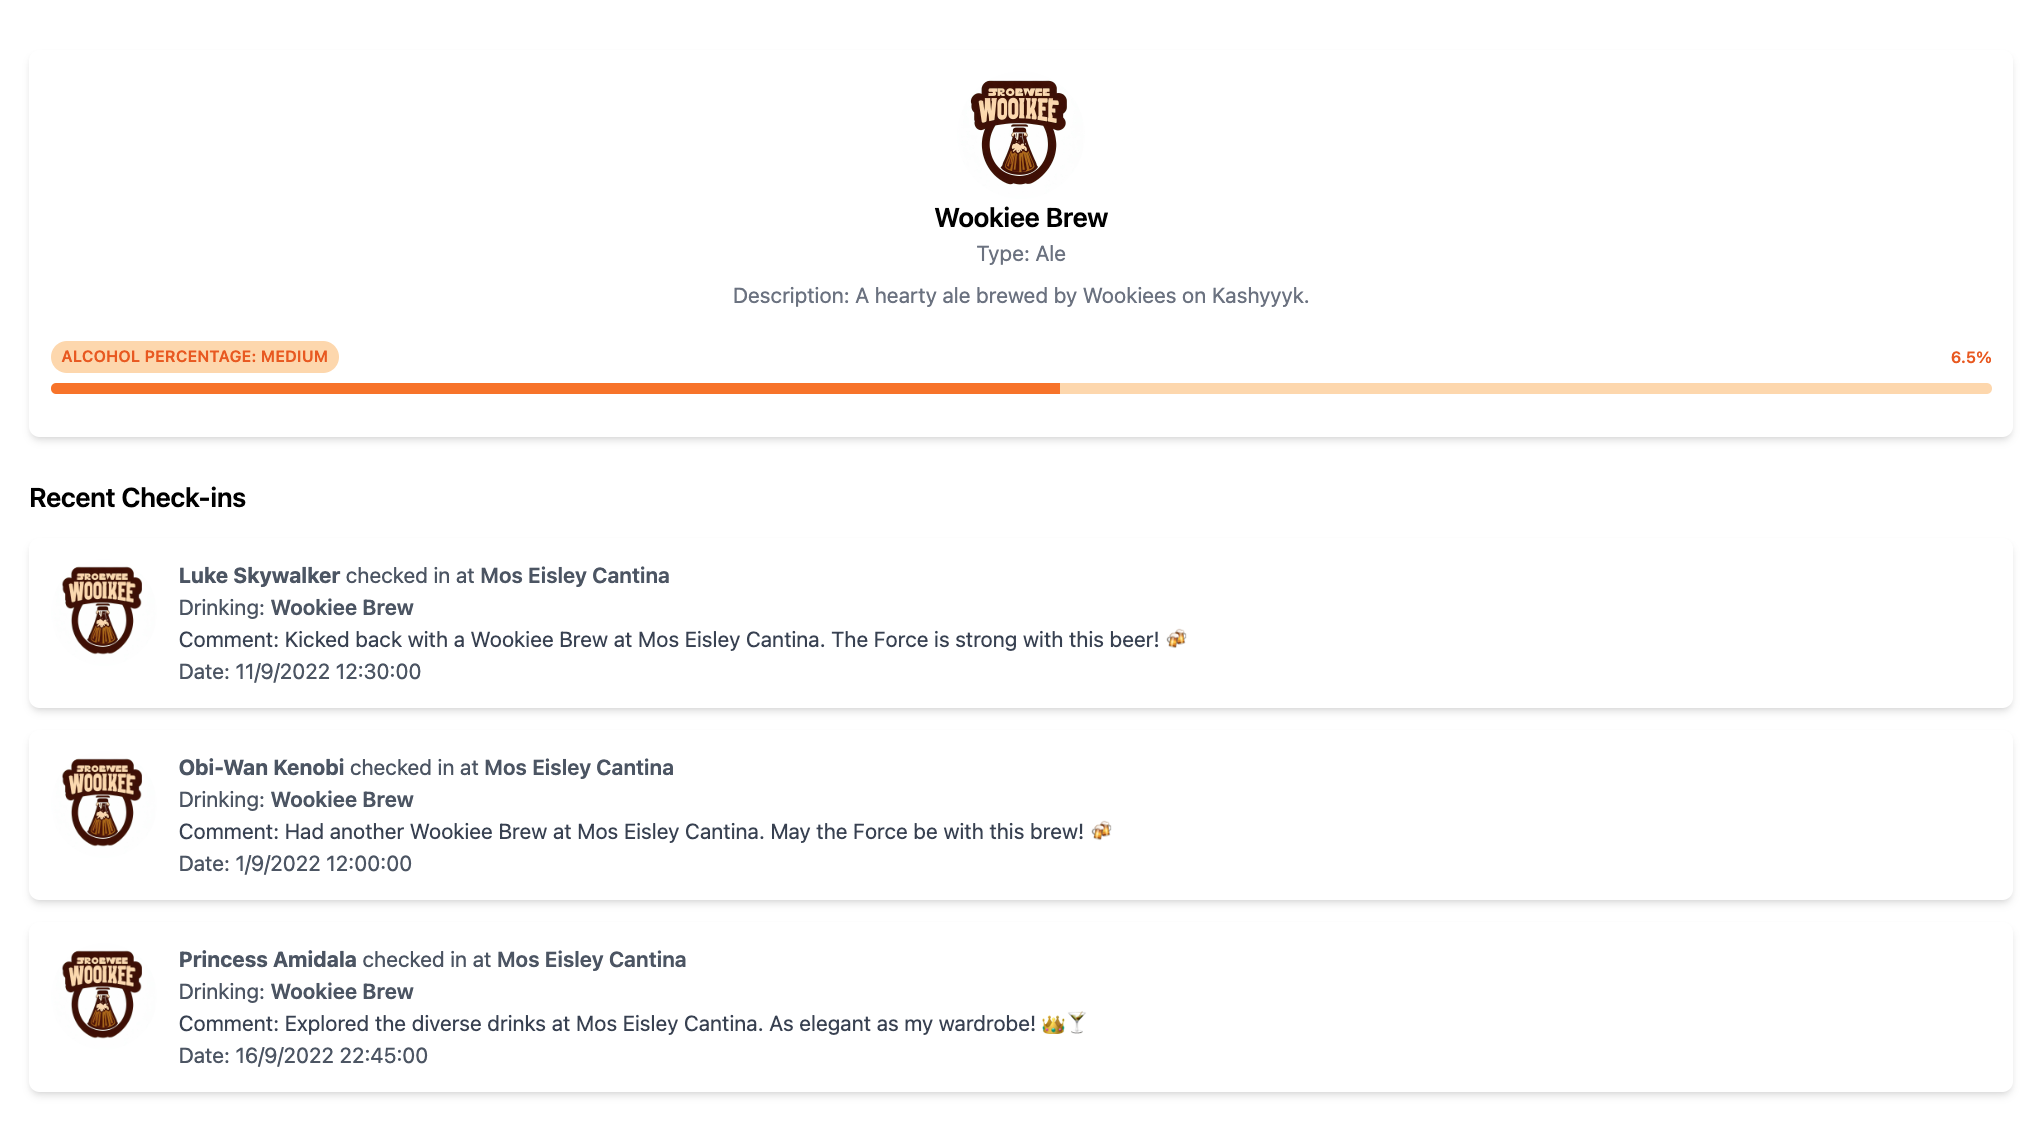 WOOIKEE
Wookiee Brew
Type: Ale
Description: A hearty ale brewed by Wookiees on Kashyyyk.
ALCOHOL PERCENTAGE: MEDIUM
6.5%
Recent Check-ins
WOOIKEE
Luke Skywalker checked in at Mos Eisley Cantina
Drinking: Wookiee Brew
Comment: Kicked back with a Wookiee Brew at Mos Eisley Cantina. The Force is strong with this beer! 🍻
Date: 11/9/2022 12:30:00
WOOIKEE
Obi-Wan Kenobi checked in at Mos Eisley Cantina
Drinking: Wookiee Brew
Comment: Had another Wookiee Brew at Mos Eisley Cantina. May the Force be with this brew! 🍻
Date: 1/9/2022 12:00:00
WOOIKEE
Princess Amidala checked in at Mos Eisley Cantina
Drinking: Wookiee Brew
Comment: Explored the diverse drinks at Mos Eisley Cantina. As elegant as my wardrobe! 👑🍸
Date: 16/9/2022 22:45:00